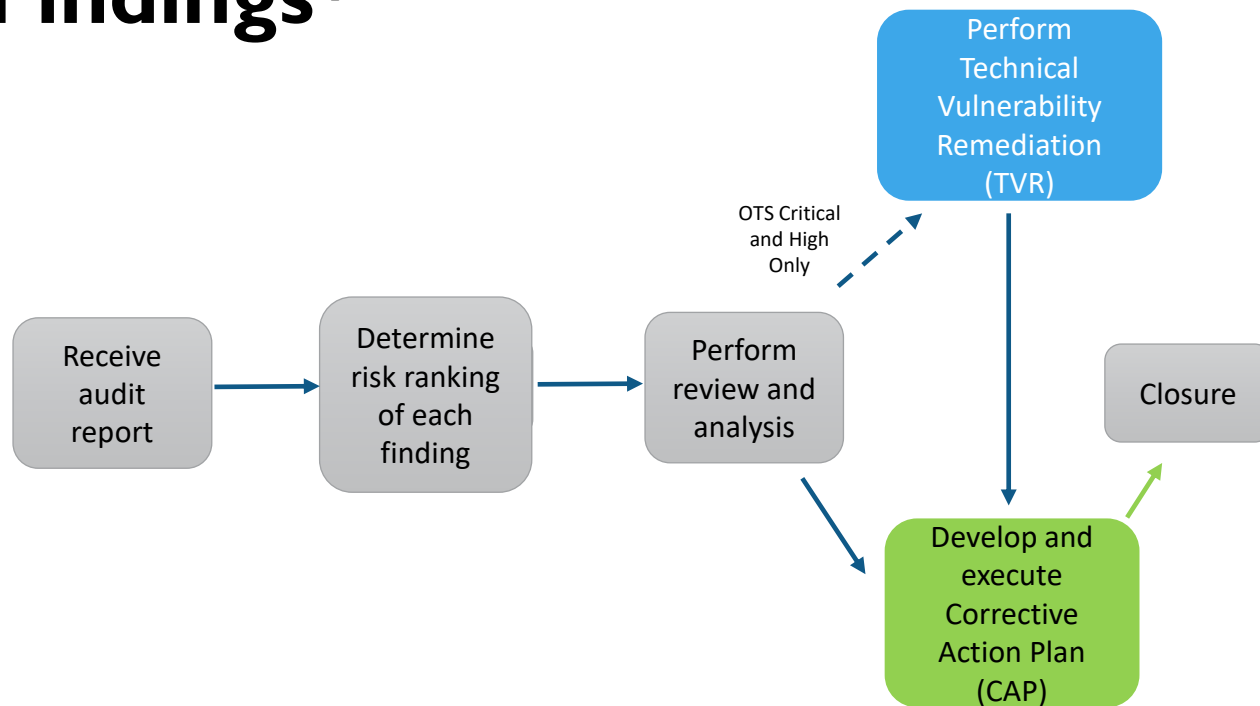 Findings
Perform
Technical
Vulnerability
Remediation
(TVR)
OTS Critical
and High
Only
Receive
audit
report
Determine
risk ranking
of each
finding
Perform
review and
analysis
Closure
Develop and
execute
Corrective
Action Plan
(CAP)